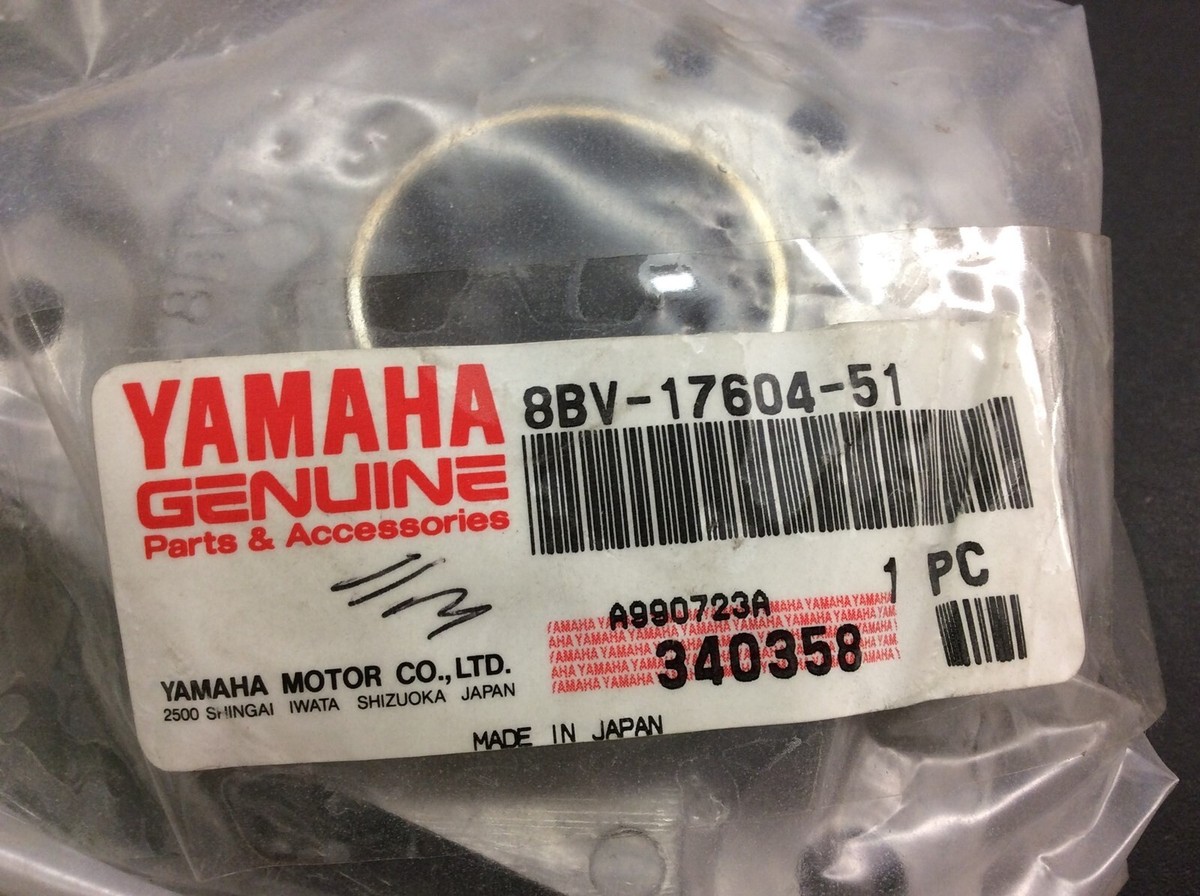 YAMAHA
GENUINE
Parts & Accessories
8BV-17604-51
1 PC
A990723A
340358
YAMAHA MOTOR CO.,LTD.
2500 SHINGAI IWATA SHIZUOKA JAPAN
MADE IN JAPAN